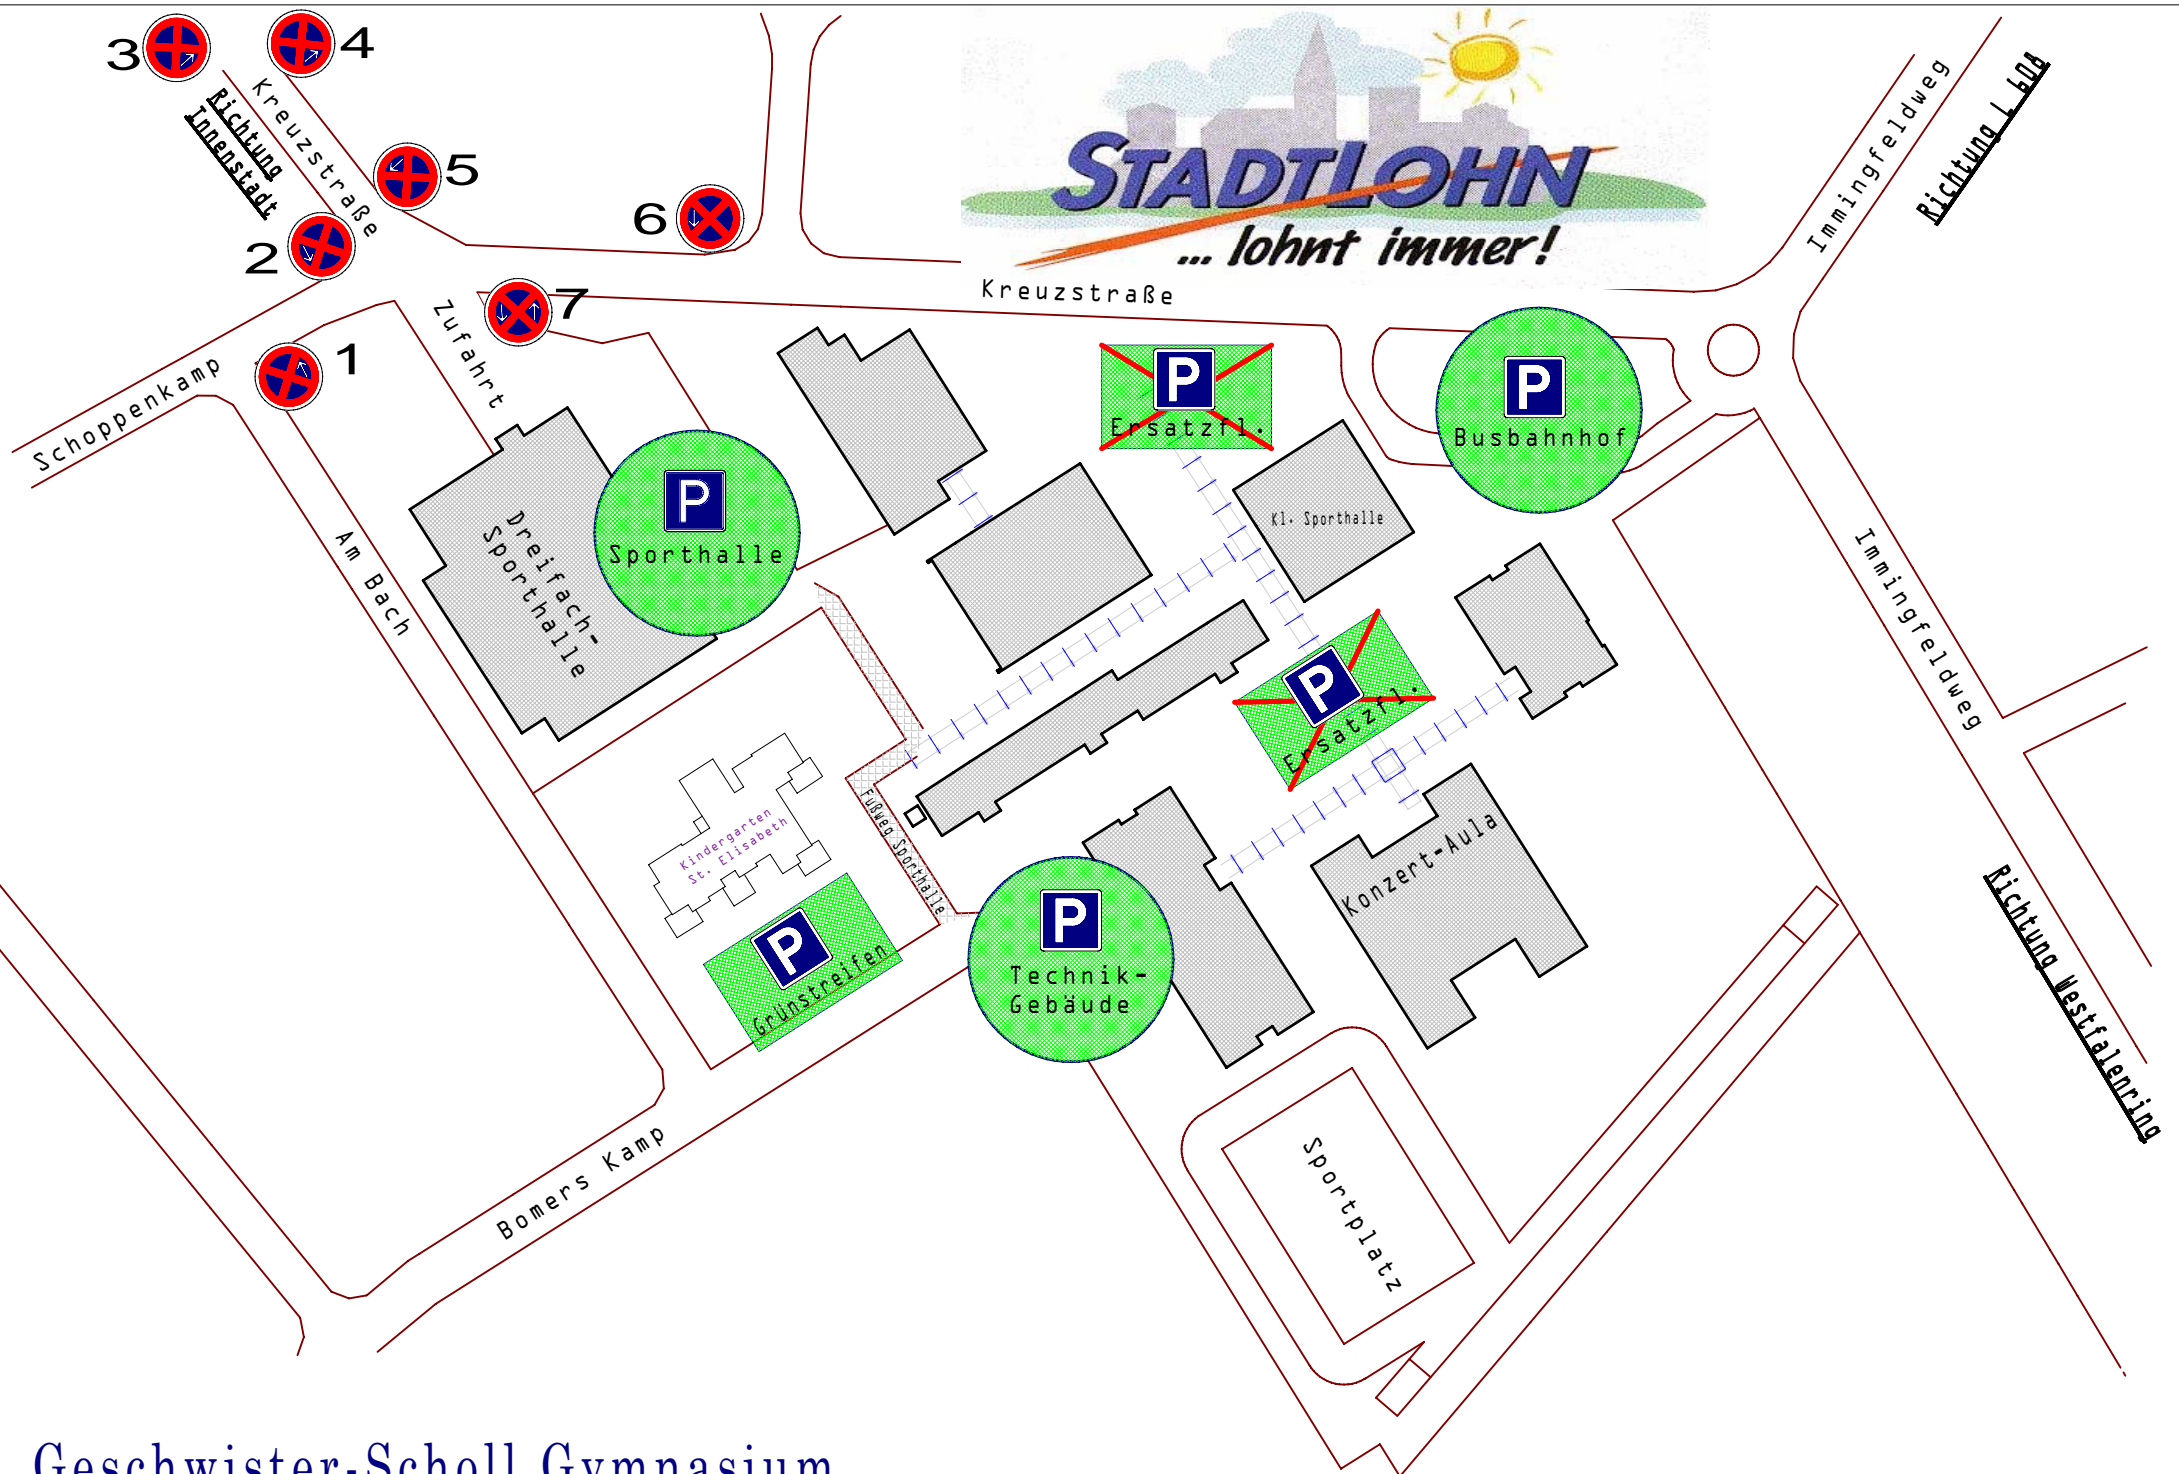 3
4
Kreuzstraße
Richtung
Innenstadt
5
6
2
7
1
STADTLOHN
... lohnt immer!
Kreuzstraße
Immingfeldweg
Richtung L 608
Schoppenkamp
Zufahrt
P
Ersatzfl.
P
Busbahnhof
P
Sporthalle
Kl. Sporthalle
Dreifach-
Sporthalle
Am Bach
Immingfeldweg
P
Ersatzfl.
Kindergarten
St. Elisabeth
Fußweg Sporthalle
Konzert-Aula
P
Grünstreifen
P
Technik-
Gebäude
Richtung Westfalenring
Bomers Kamp
Sportplatz
Geschwister-Scholl Gymnasium